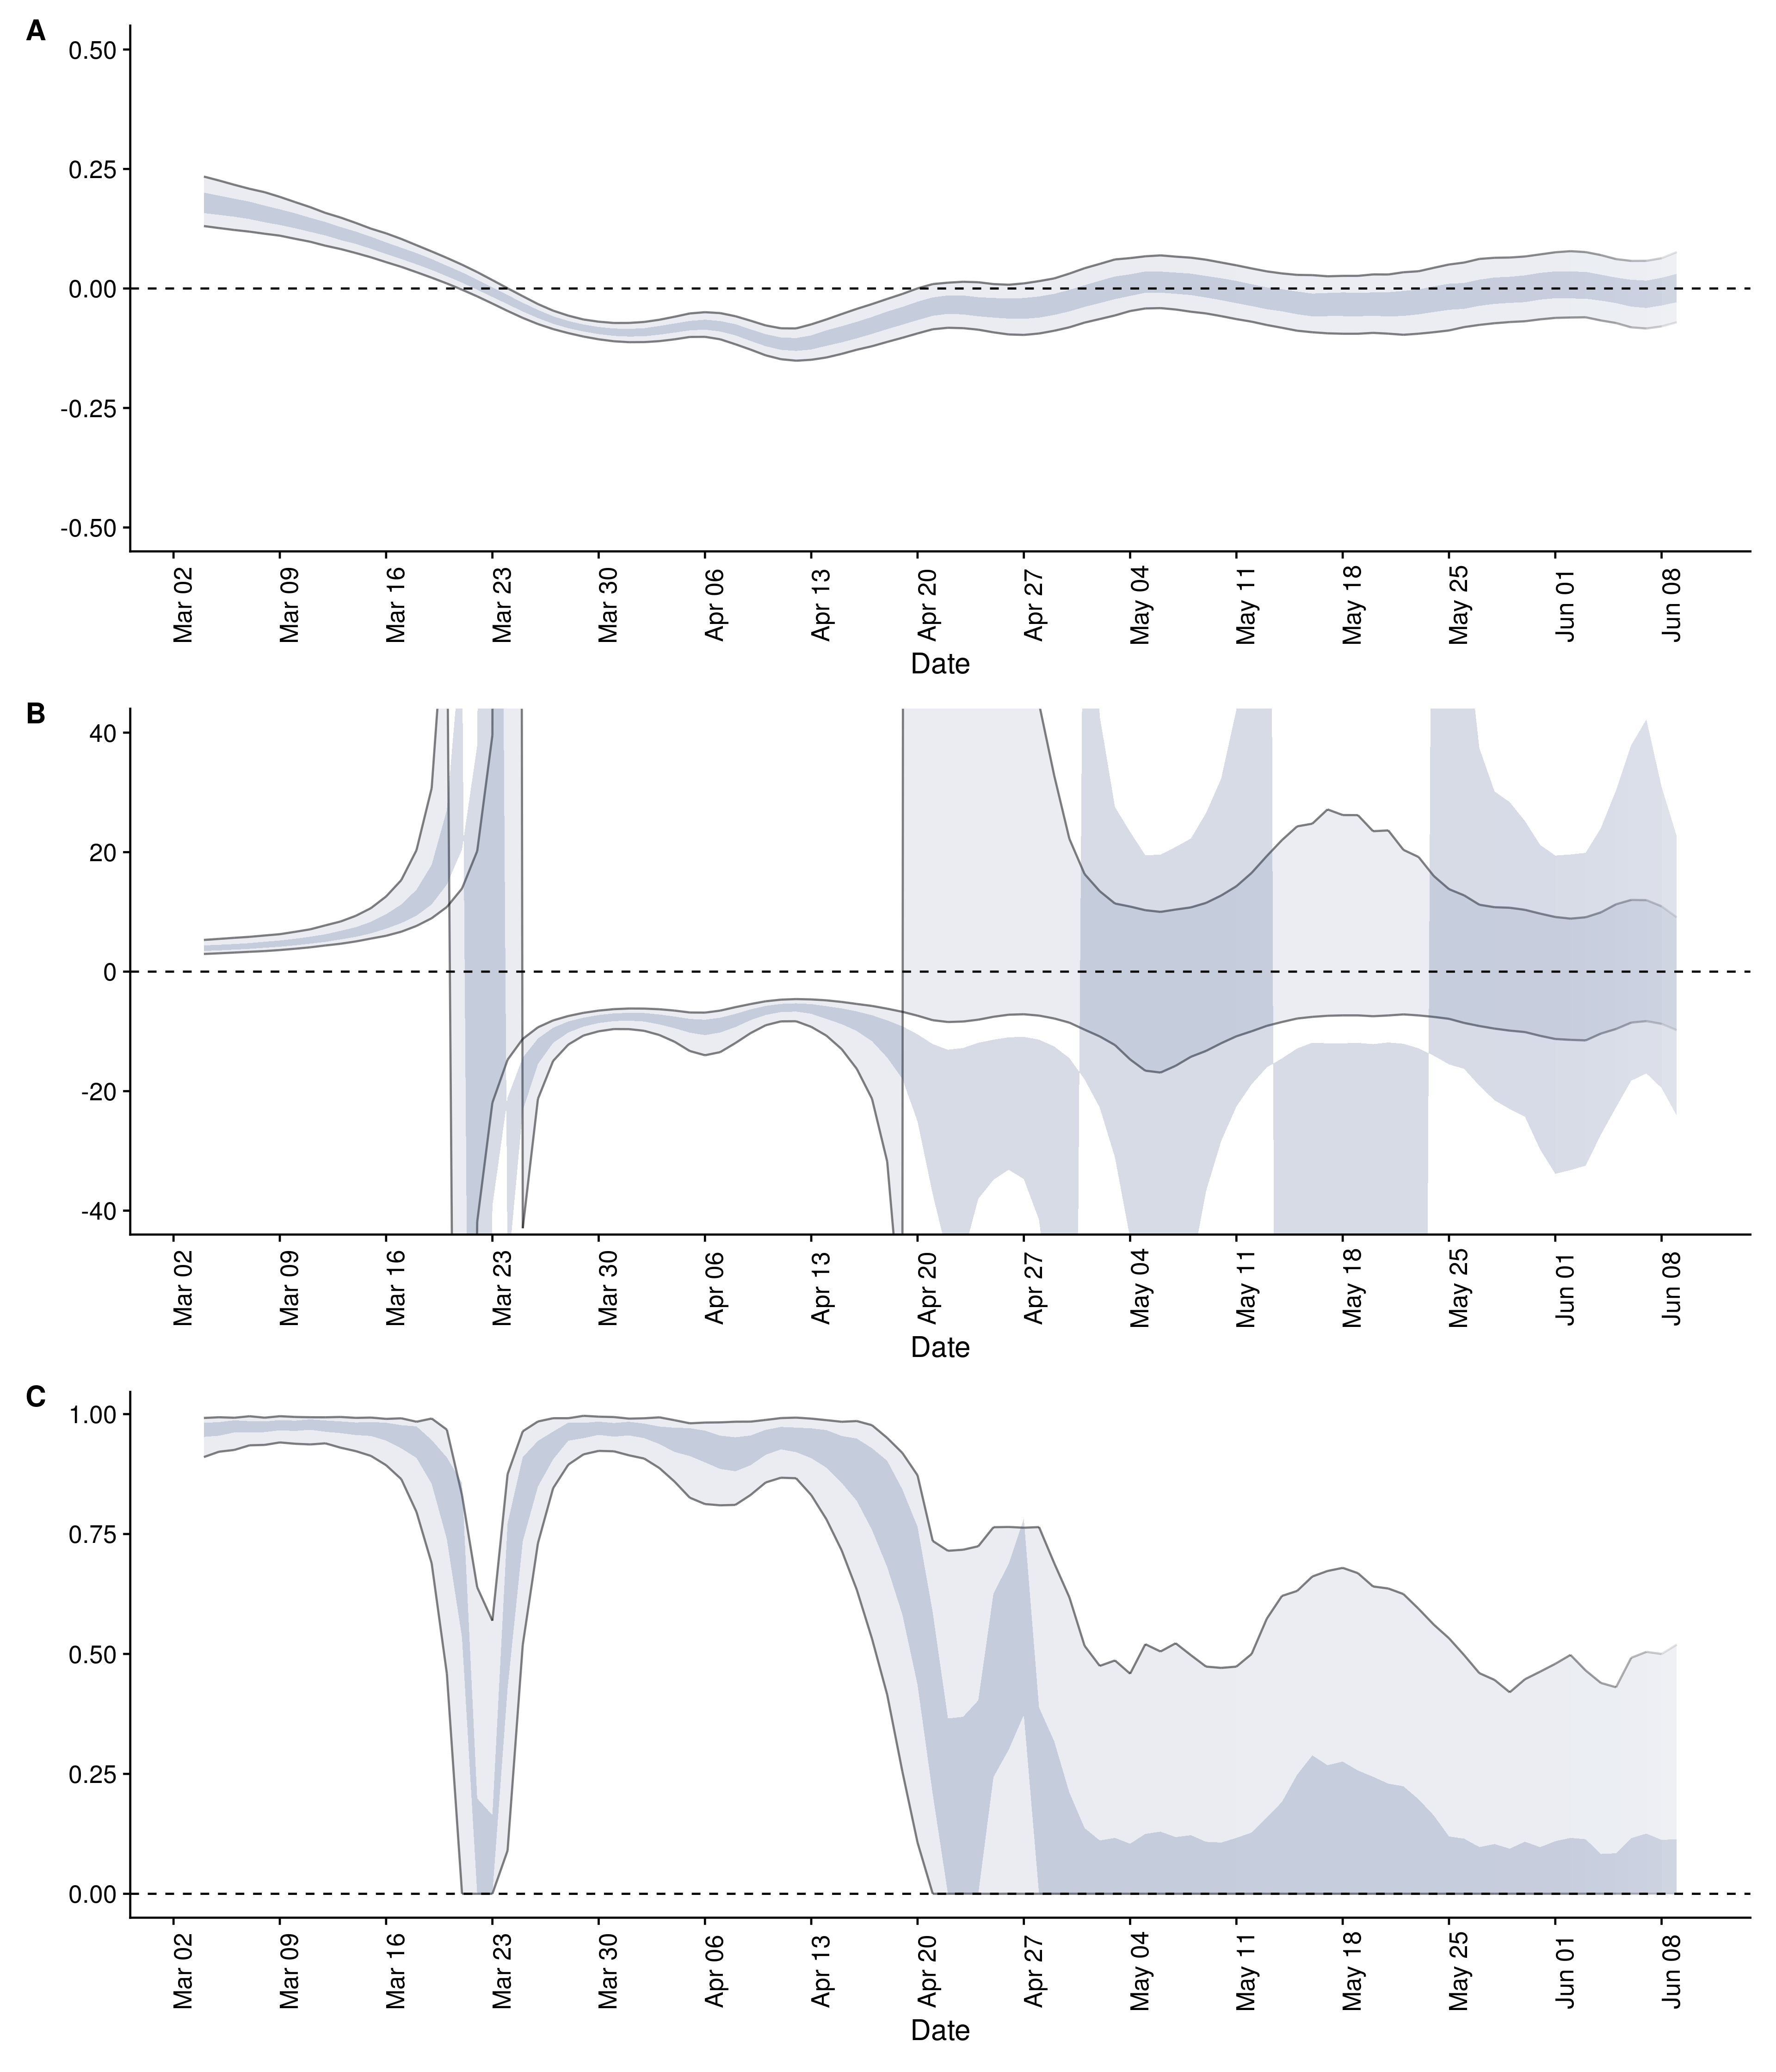 A
0.50
0.25
0.00
-0.25
-0.50
Mar 02
Mar 09
Mar 16
Mar 23
Mar 30
Apr 06
Apr 13
Apr 20
Apr 27
May 04
May 11
May 18
May 25
Jun 01
Jun 08
Date
B
40
20
0
-20
-40
Mar 02
Mar 09
Mar 16
Mar 23
Mar 30
Apr 06
Apr 13
Apr 20
Apr 27
May 04
May 11
May 18
May 25
Jun 01
Jun 08
Date
C
1.00
0.75
0.50
0.25
0.00
Mar 02
Mar 09
Mar 16
Mar 23
Mar 30
Apr 06
Apr 13
Apr 20
Apr 27
May 04
May 11
May 18
May 25
Jun 01
Jun 08
Date